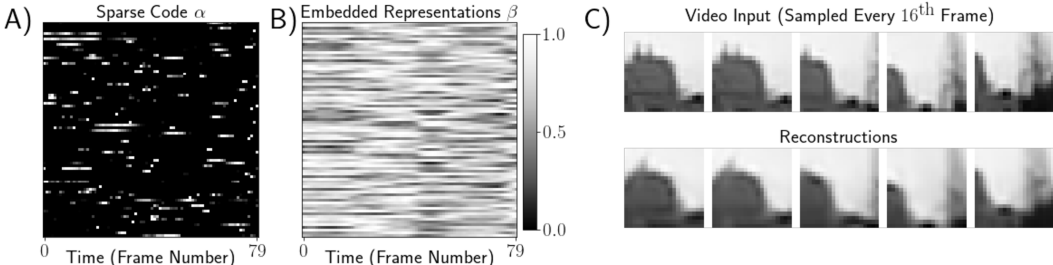 A)
Sparse Code α
0
79
Time (Frame Number)
B)
Embedded Representations β
1.0
0.5
0.0
0
79
Time (Frame Number)
C)
Video Input (Sampled Every 16th Frame)
Reconstructions